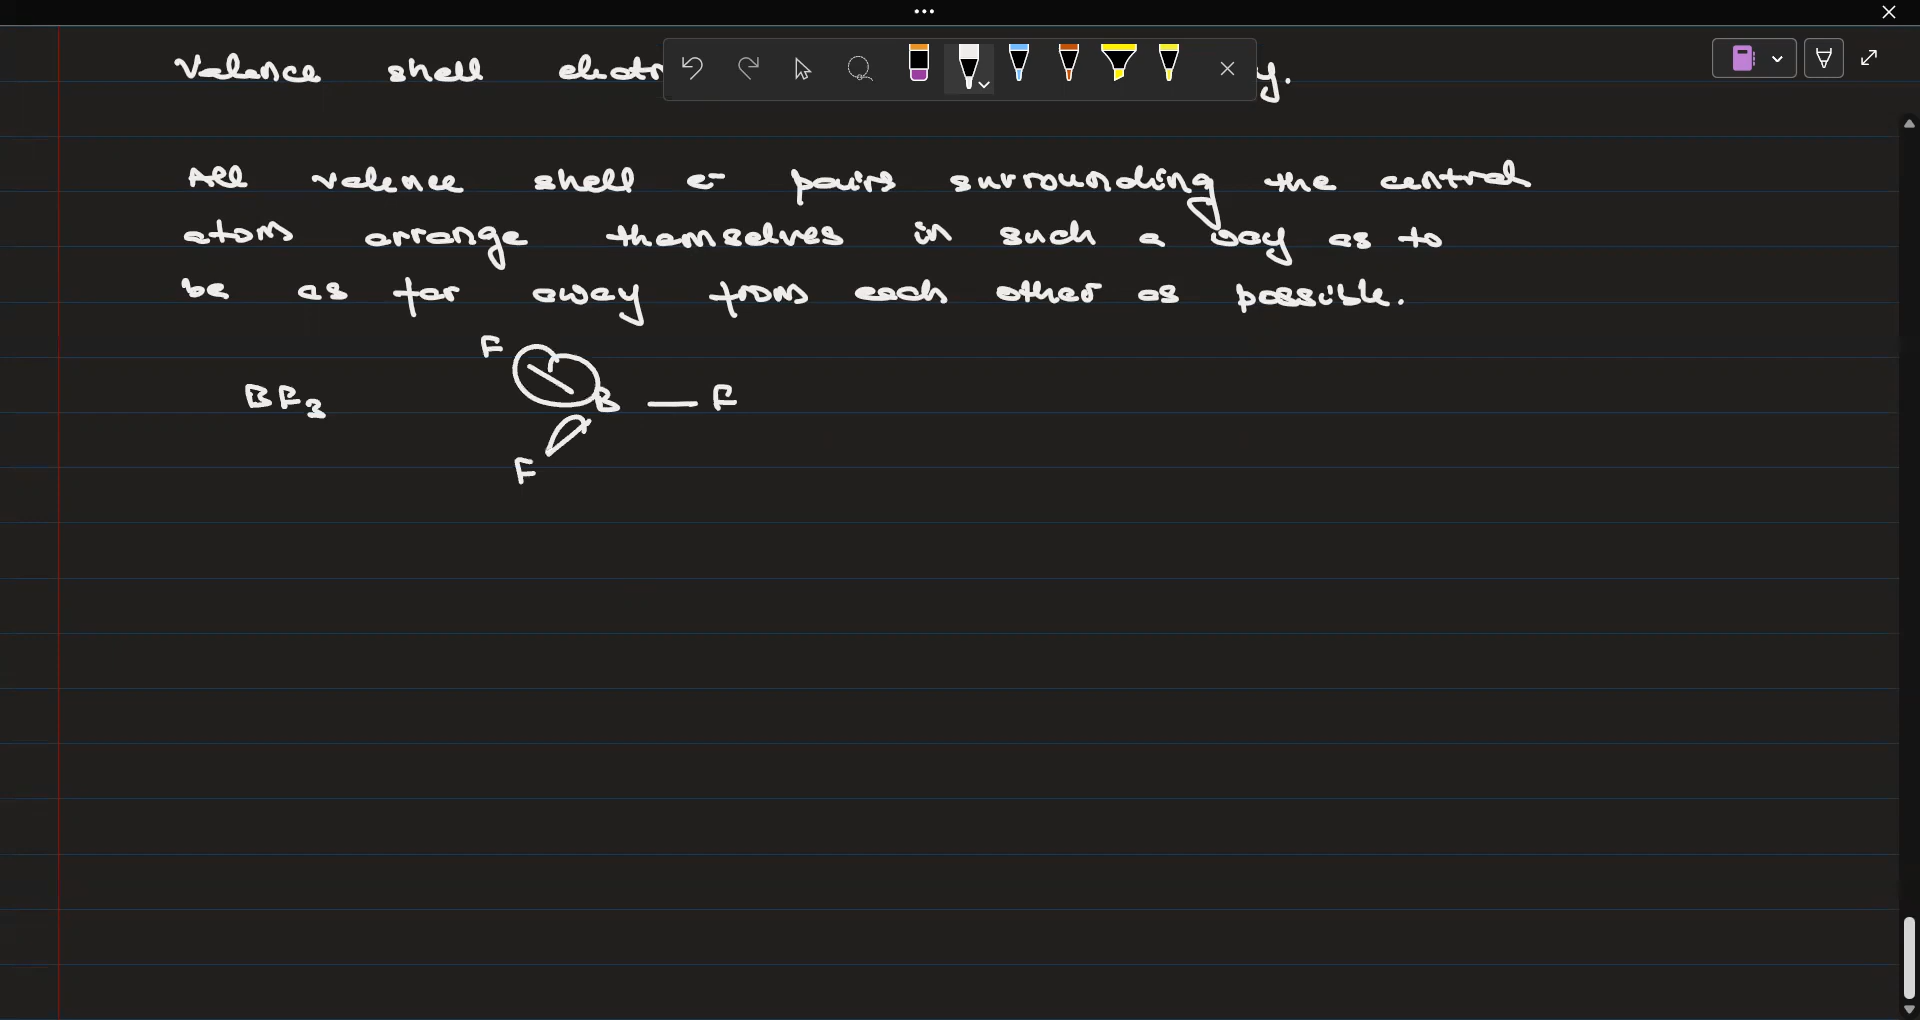 Valence shell y.
All valence shell e⁻ pairs surrounding the central
atom arrange themselves in such a way as to
be as far away from each other as possible.
F
BF₃ B — F
F